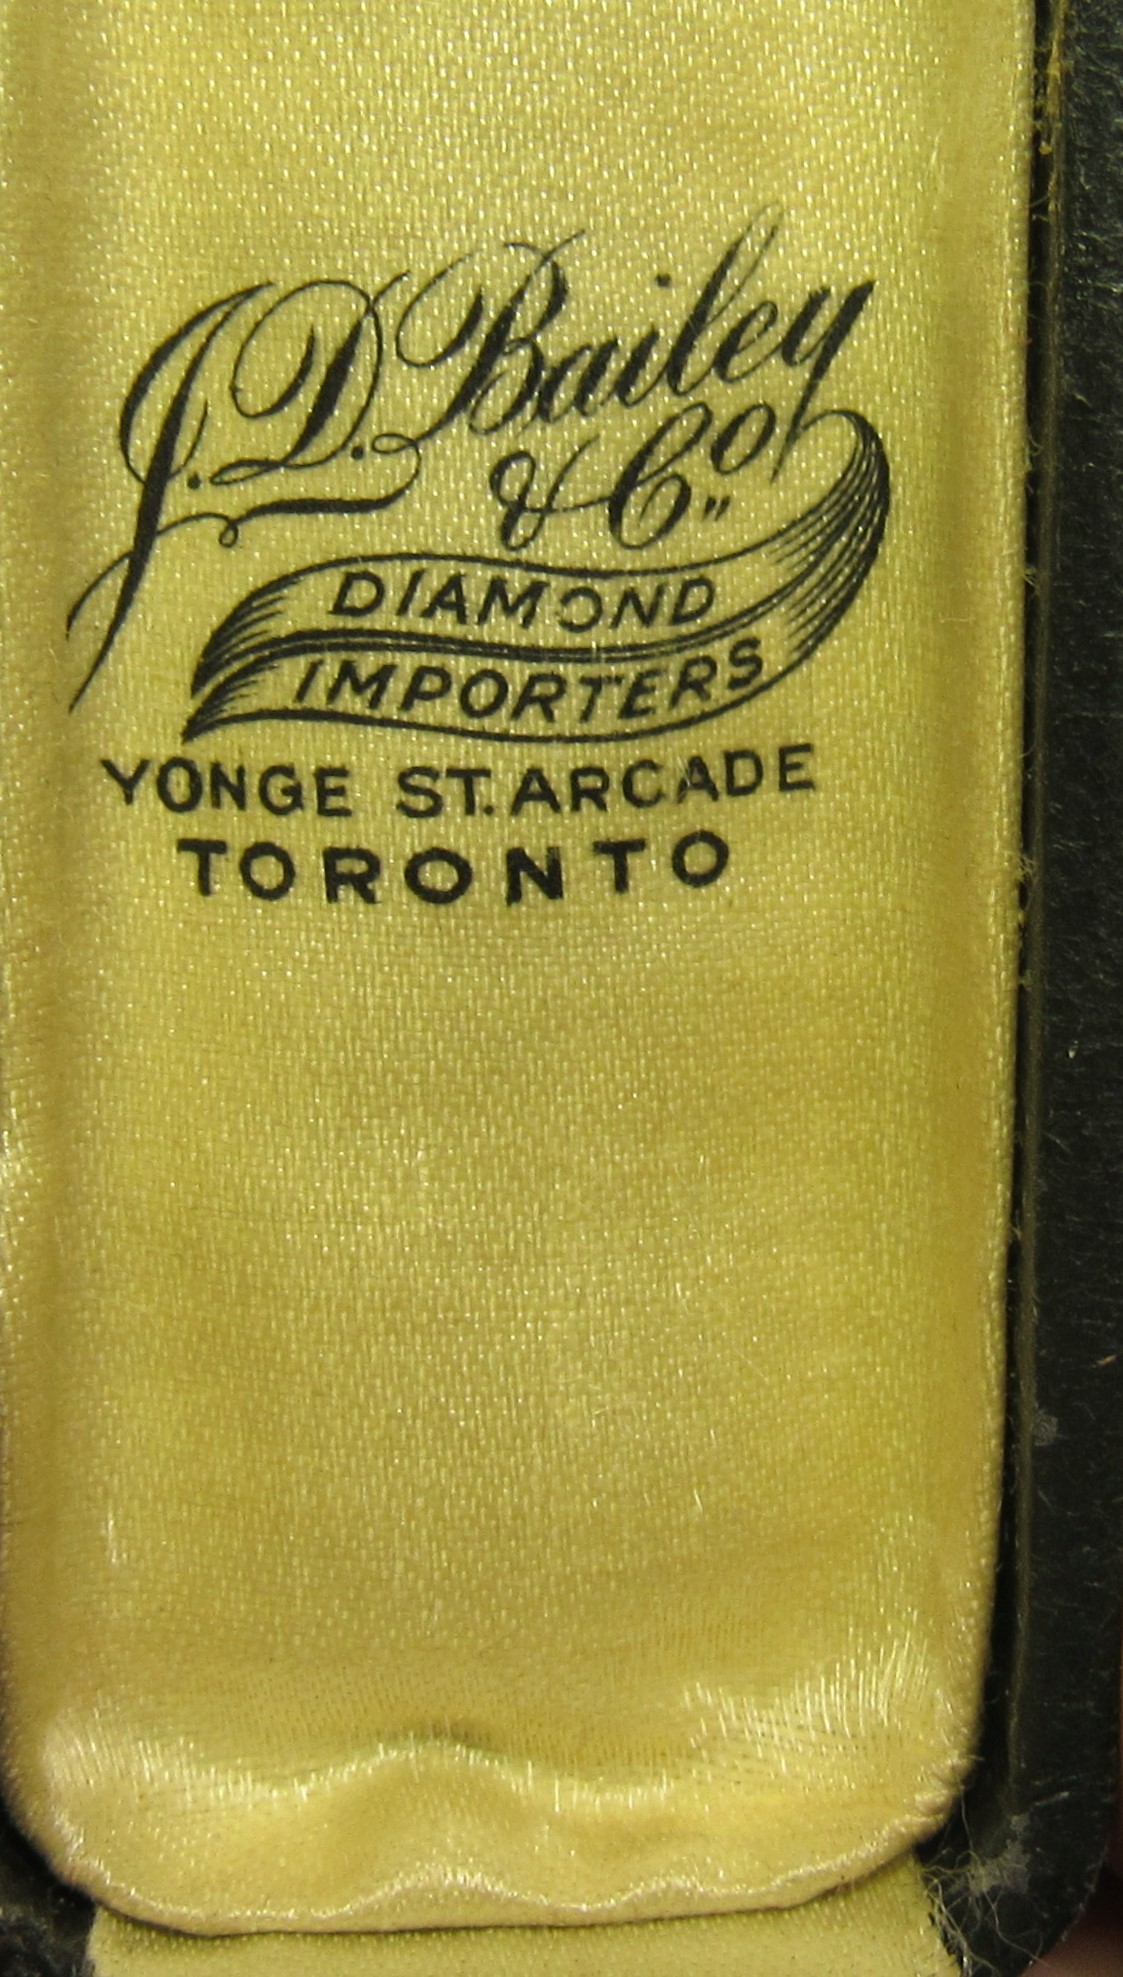 J. D. Bailey
& Co.
DIAMOND
IMPORTERS
YONGE ST. ARCADE
TORONTO